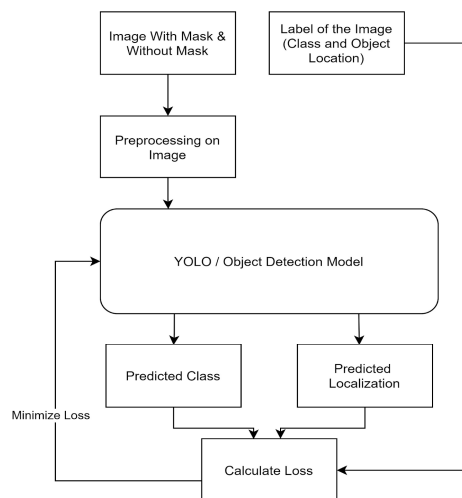 Image With Mask &
Without Mask
Label of the Image
(Class and Object
Location)
Preprocessing on
Image
YOLO / Object Detection Model
Predicted Class
Predicted
Localization
Minimize Loss
Calculate Loss